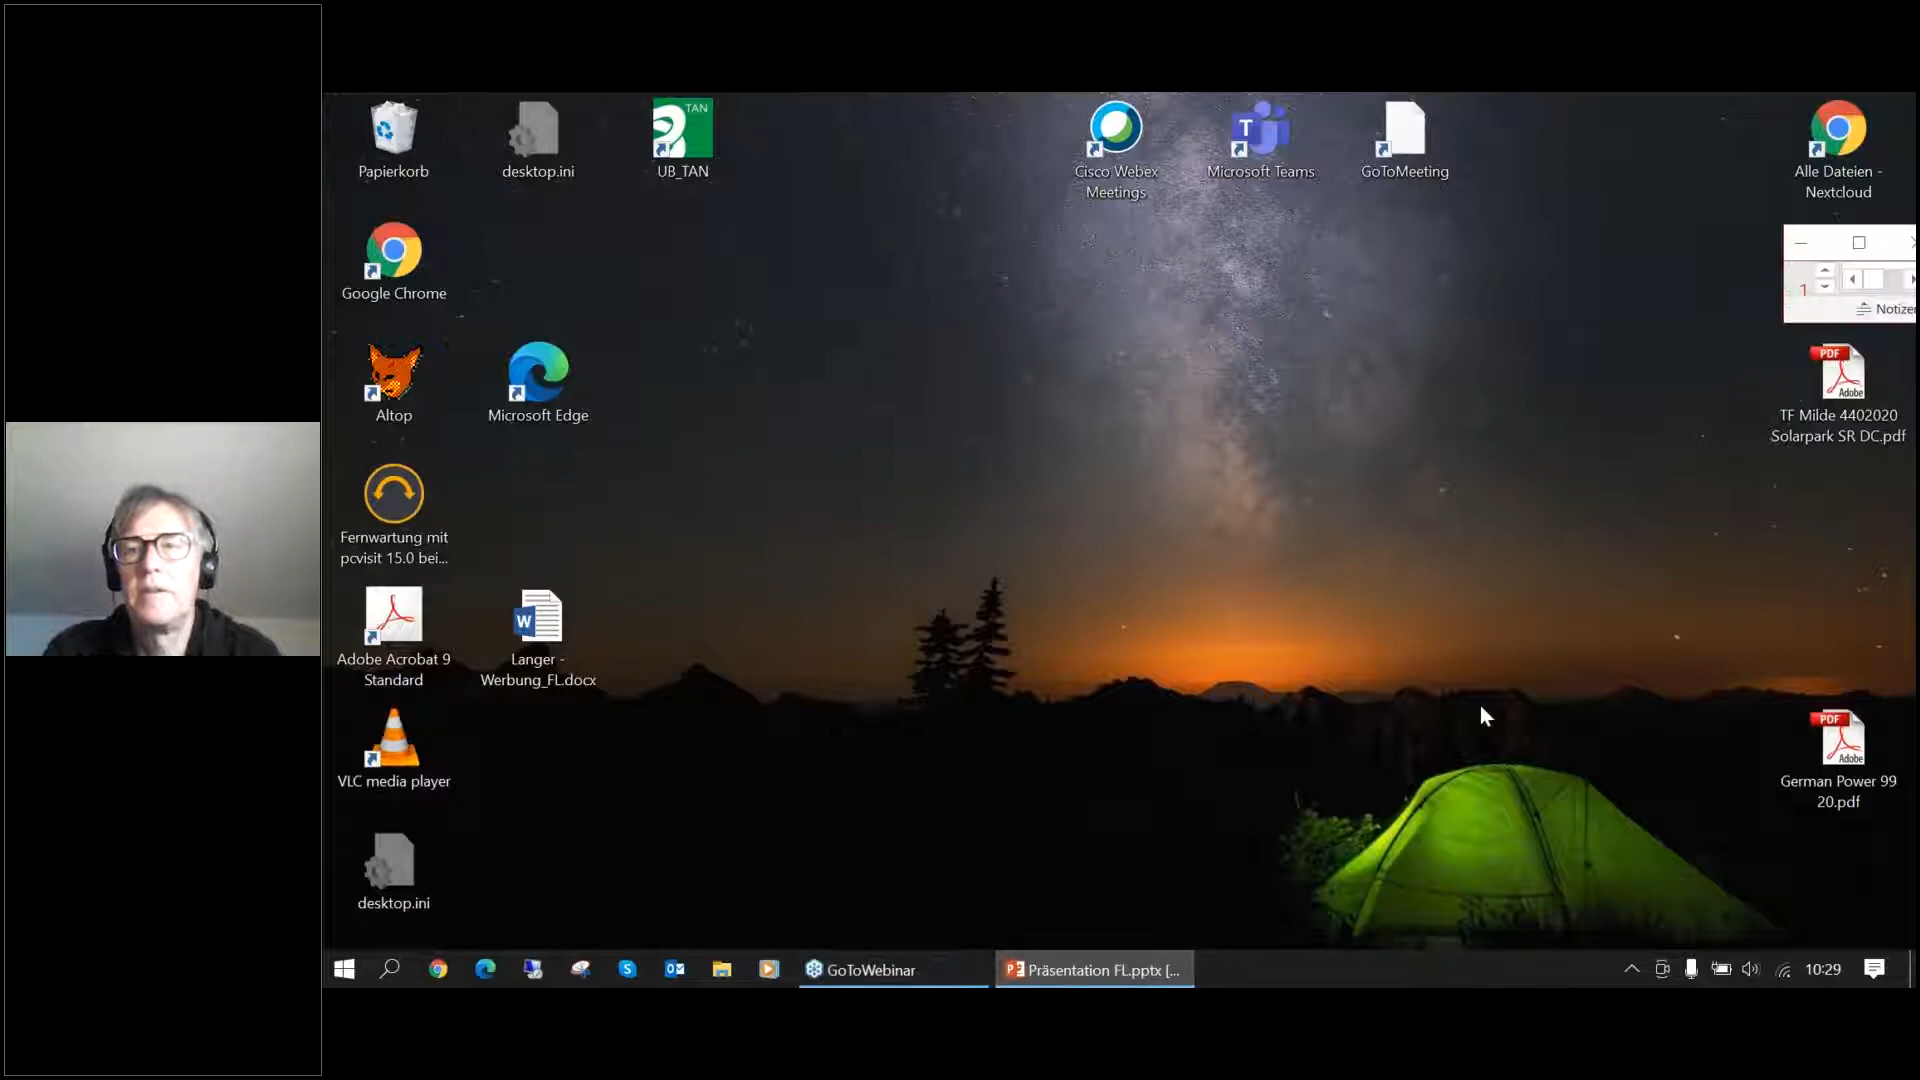 Papierkorb
desktop.ini
TAN
UB_TAN
Cisco Webex
Meetings
T
Microsoft Teams
GoToMeeting
Alle Dateien -
Nextcloud
Google Chrome
1
Notizen
Altop
Microsoft Edge
PDF
Adobe
TF Milde 4402020
Solarpark SR DC.pdf
Fernwartung mit
pcvisit 15.0 bei...
Adobe Acrobat 9
Standard
W
Langer -
Werbung_FL.docx
VLC media player
PDF
Adobe
German Power 99
20.pdf
desktop.ini
GoToWebinar
Präsentation FL.pptx [...
10:29